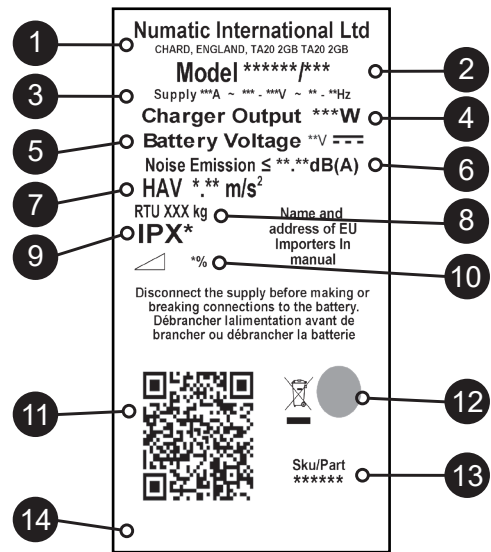 Numatic International Ltd
CHARD, ENGLAND, TA20 2GB TA20 2GB
1
Model ******/***
2
3
Supply ***A ~ *** - ***V ~ ** - **Hz
Charger Output ***W
4
5
Battery Voltage **V
Noise Emission ≤ **.**dB(A)
6
7
HAV *.** m/s²
RTU XXX kg
8
9
IPX*
Name and
address of EU
Importers In
manual
*%
10
Disconnect the supply before making or
breaking connections to the battery.
Débrancher lalimentation avant de
brancher ou débrancher la batterie
11
12
Sku/Part
******
13
14